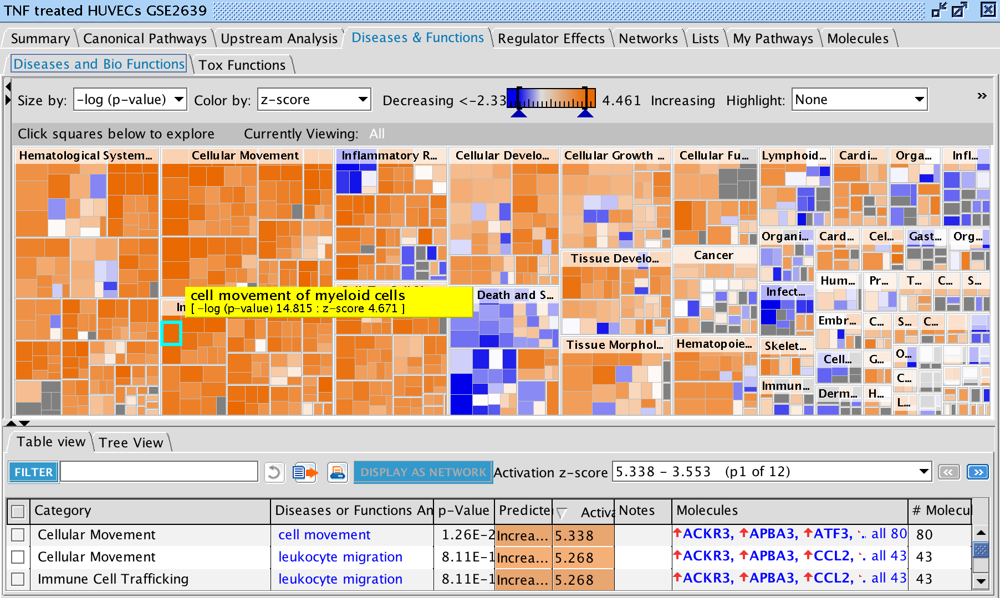 TNF treated HUVECs GSE2639
Summary Canonical Pathways Upstream Analysis Diseases & Functions Regulator Effects Networks Lists My Pathways Molecules
Diseases and Bio Functions Tox Functions
Size by: -log (p-value) Color by: z-score Decreasing <-2.33 4.461 Increasing Highlight: None »
Click squares below to explore Currently Viewing: All
Hematological System... Cellular Movement Inflammatory R... Cellular Develo... Cellular Growth ... Cellular Fu... Lymphoid... Cardi... Orga... Infl...
Organi... Card... Cel... Gast... Org...
Tissue Develo... Cancer
Hum... Pr... T... C... S...
cell movement of myeloid cells
[ -log (p-value) 14.815 : z-score 4.671 ]
In
Death and S... Infect...
Embr... C... S... C...
Tissue Morphol... Hematopoie... Skelet...
Cell... G... O...
Immun... C...
Derm... H... L...
Table view Tree View
FILTER DISPLAY AS NETWORK Activation z-score 5.338 - 3.553 (p1 of 12) << >>
Category Diseases or Functions An p-Value Predicte Activa Notes Molecules # Molecul
Cellular Movement cell movement 1.26E-2 Increa... 5.338 ACKR3, APBA3, ATF3, .. all 80 80
Cellular Movement leukocyte migration 8.11E-1 Increa... 5.268 ACKR3, APBA3, CCL2, .. all 43 43
Immune Cell Trafficking leukocyte migration 8.11E-1 Increa... 5.268 ACKR3, APBA3, CCL2, .. all 43 43